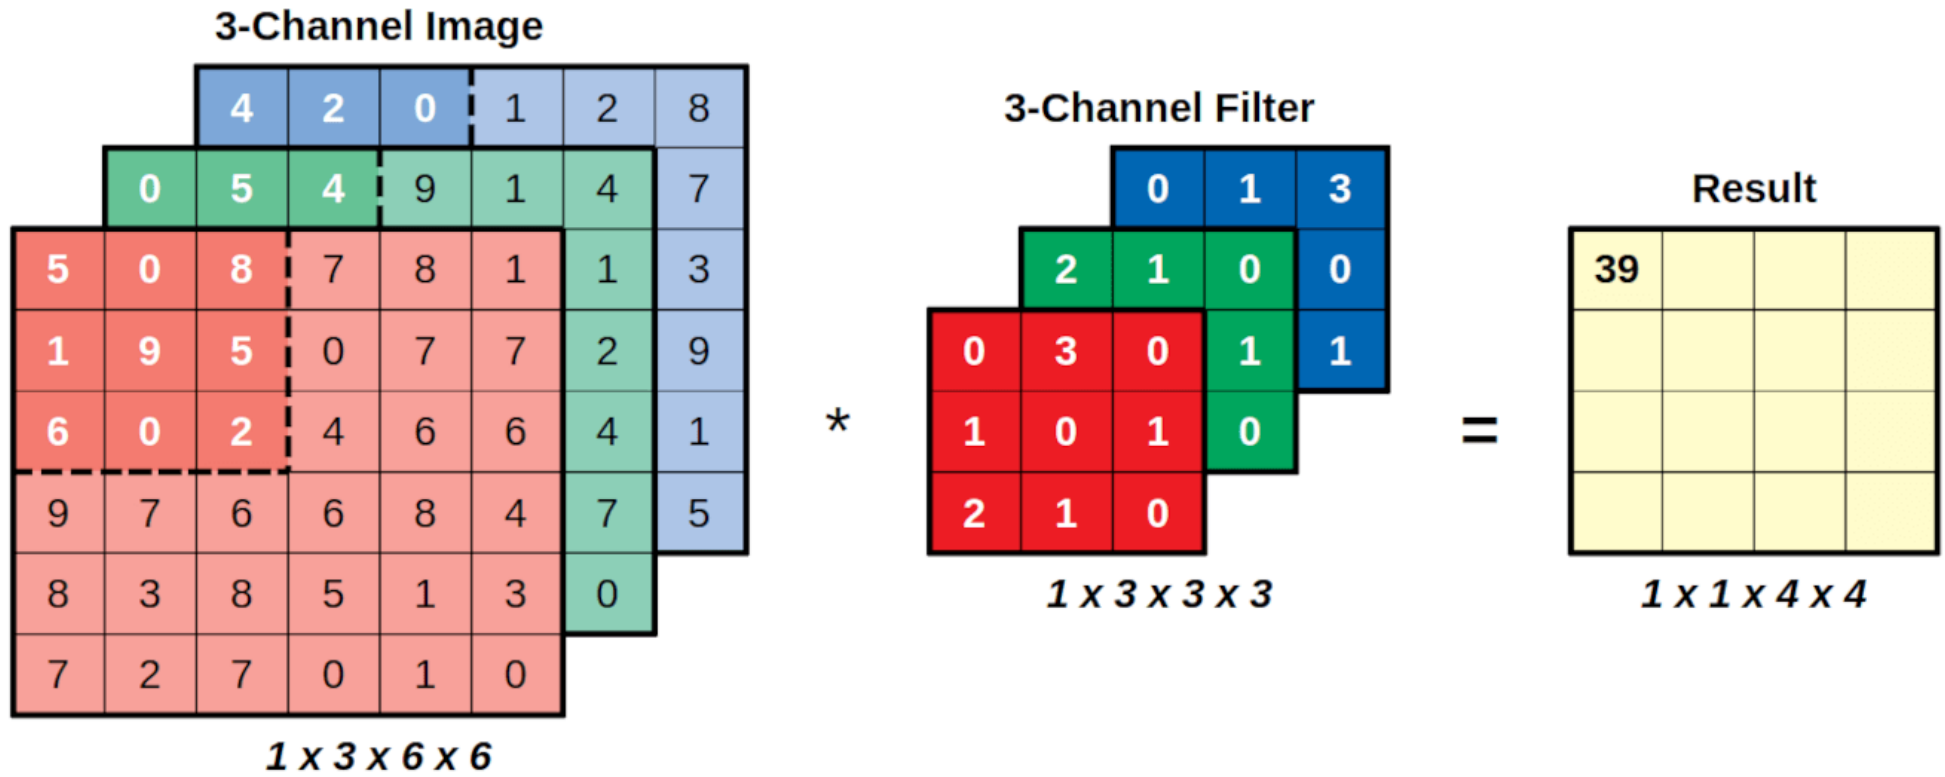 3-Channel Image
4 2 0 1 2 8
0 5 4 9 1 4 7
5 0 8 7 8 1 1 3
1 9 5 0 7 7 2 9
6 0 2 4 6 6 4 1
9 7 6 6 8 4 7 5
8 3 8 5 1 3 0
7 2 7 0 1 0
1 x 3 x 6 x 6
*
3-Channel Filter
0 1 3
2 1 0 0
0 3 0 1 1
1 0 1 0
2 1 0
1 x 3 x 3 x 3
=
Result
39
1 x 1 x 4 x 4